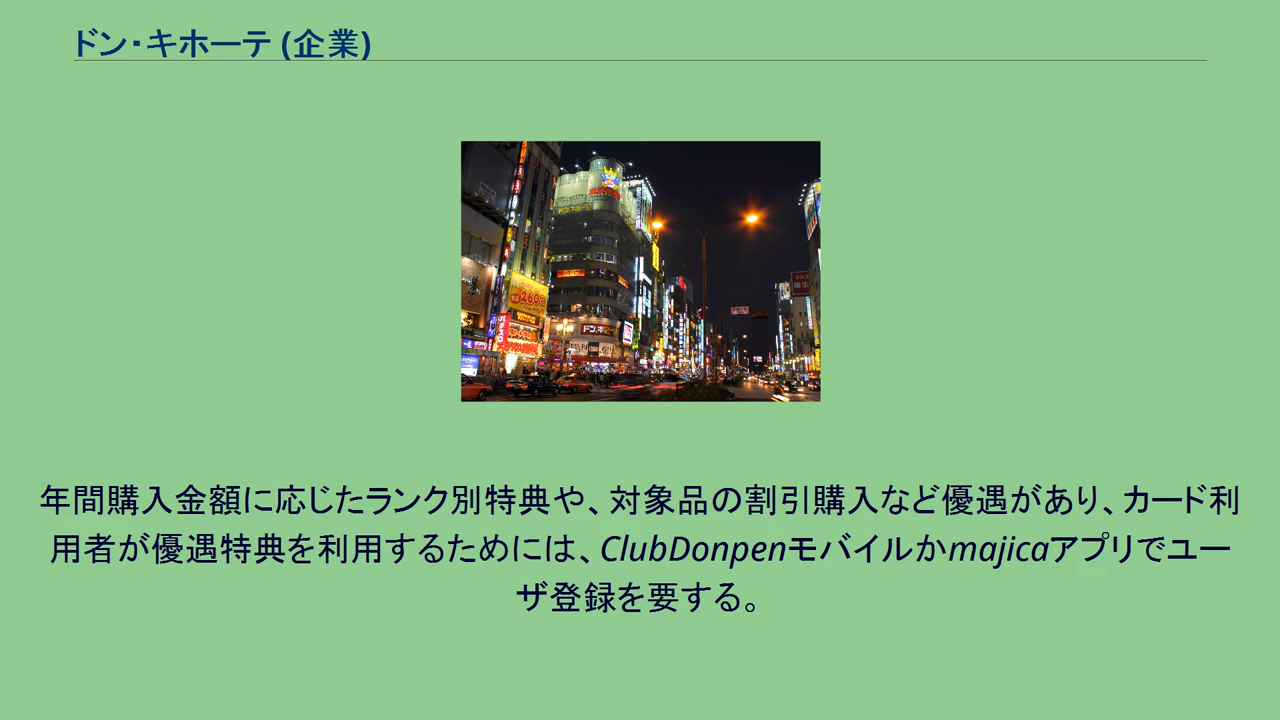 ドン・キホーテ (企業)
260
ドン.キ
年間購入金額に応じたランク別特典や、対象品の割引購入など優遇があり、カード利
用者が優遇特典を利用するためには、ClubDonpenモバイルかmajicaアプリでユー
ザ登録を要する。